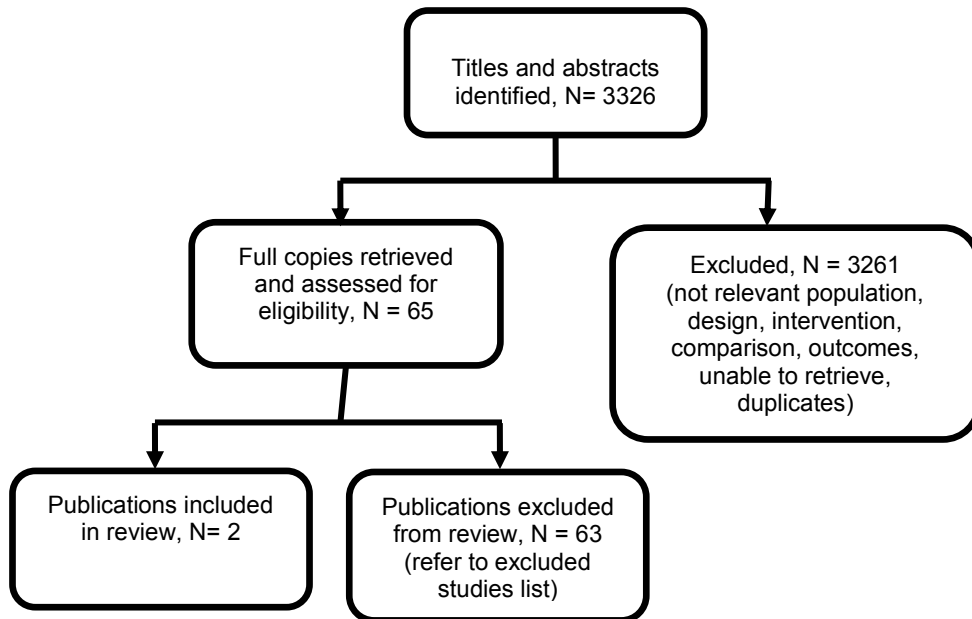 Titles and abstracts
identified, N= 3326
Full copies retrieved
and assessed for
eligibility, N = 65
Excluded, N = 3261
(not relevant population,
design, intervention,
comparison, outcomes,
unable to retrieve,
duplicates)
Publications included
in review, N= 2
Publications excluded
from review, N = 63
(refer to excluded
studies list)